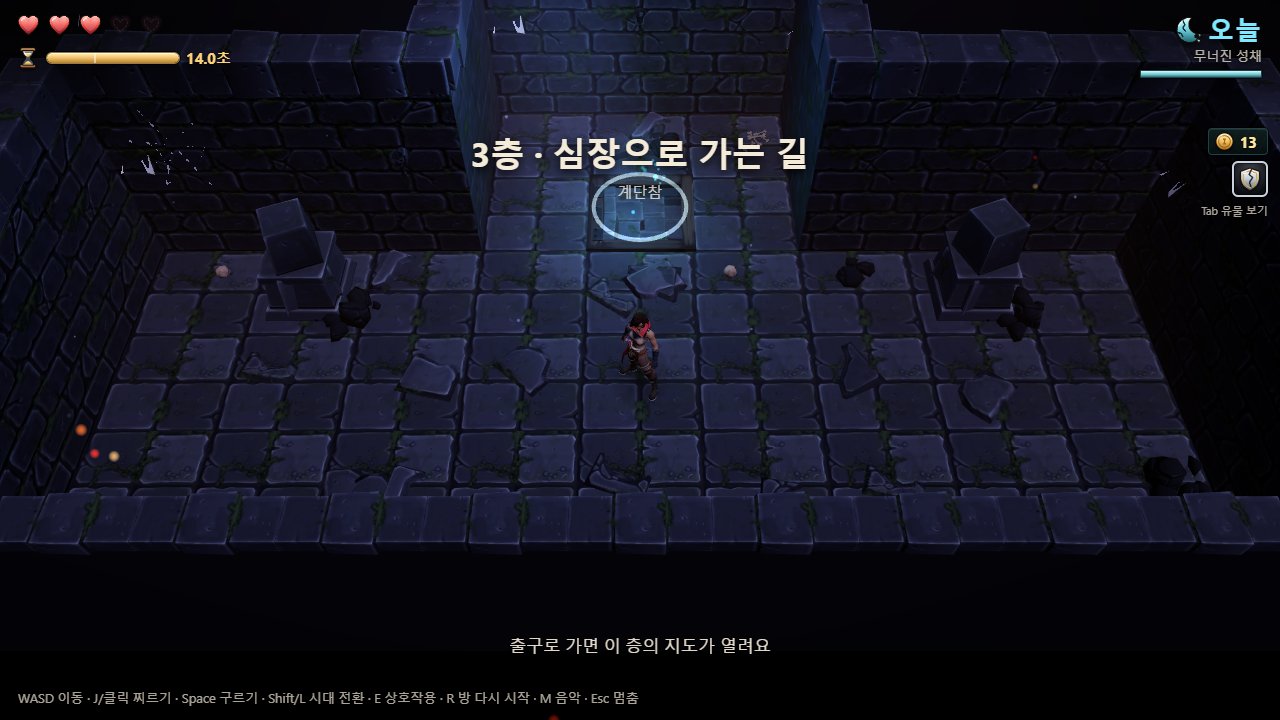 14.0초
오늘
무너진 성채
13
Tab 유물 보기
3층 · 심장으로 가는 길
계단참
출구로 가면 이 층의 지도가 열려요
WASD 이동 · J/클릭 찌르기 · Space 구르기 · Shift/L 시대 전환 · E 상호작용 · R 방 다시 시작 · M 음악 · Esc 멈춤